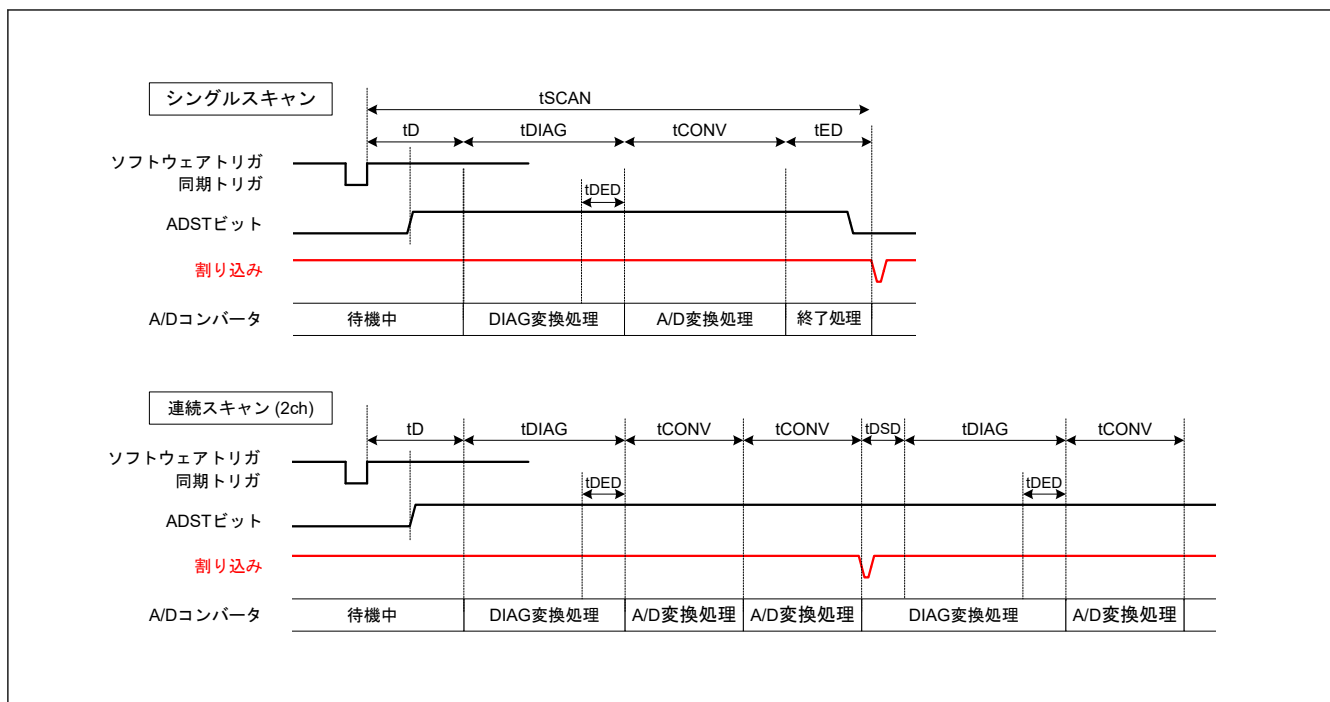 シングルスキャン
tSCAN
tD tDIAG tCONV tED
ソフトウェアトリガ
同期トリガ
tDED
ADSTビット
割り込み
A/Dコンバータ 待機中 DIAG変換処理 A/D変換処理 終了処理
連続スキャン (2ch)
tD tDIAG tCONV tCONV tDSD tDIAG tCONV
ソフトウェアトリガ
同期トリガ
tDED tDED
ADSTビット
割り込み
A/Dコンバータ 待機中 DIAG変換処理 A/D変換処理 A/D変換処理 DIAG変換処理 A/D変換処理